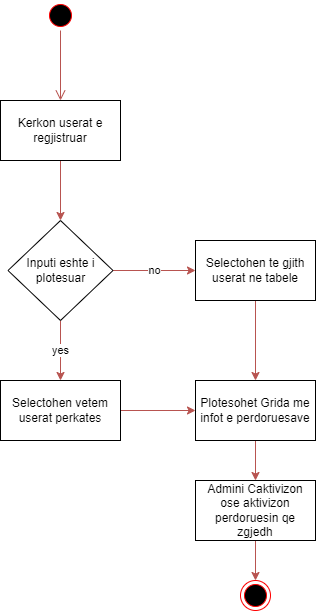 Kerkon userat e
regjistruar
Inputi eshte i
plotesuar
no
Selectohen te gjith
userat ne tabele
yes
Selectohen vetem
userat perkates
Plotesohet Grida me
infot e perdoruesave
Admini Caktivizon
ose aktivizon
perdoruesin qe
zgjedh